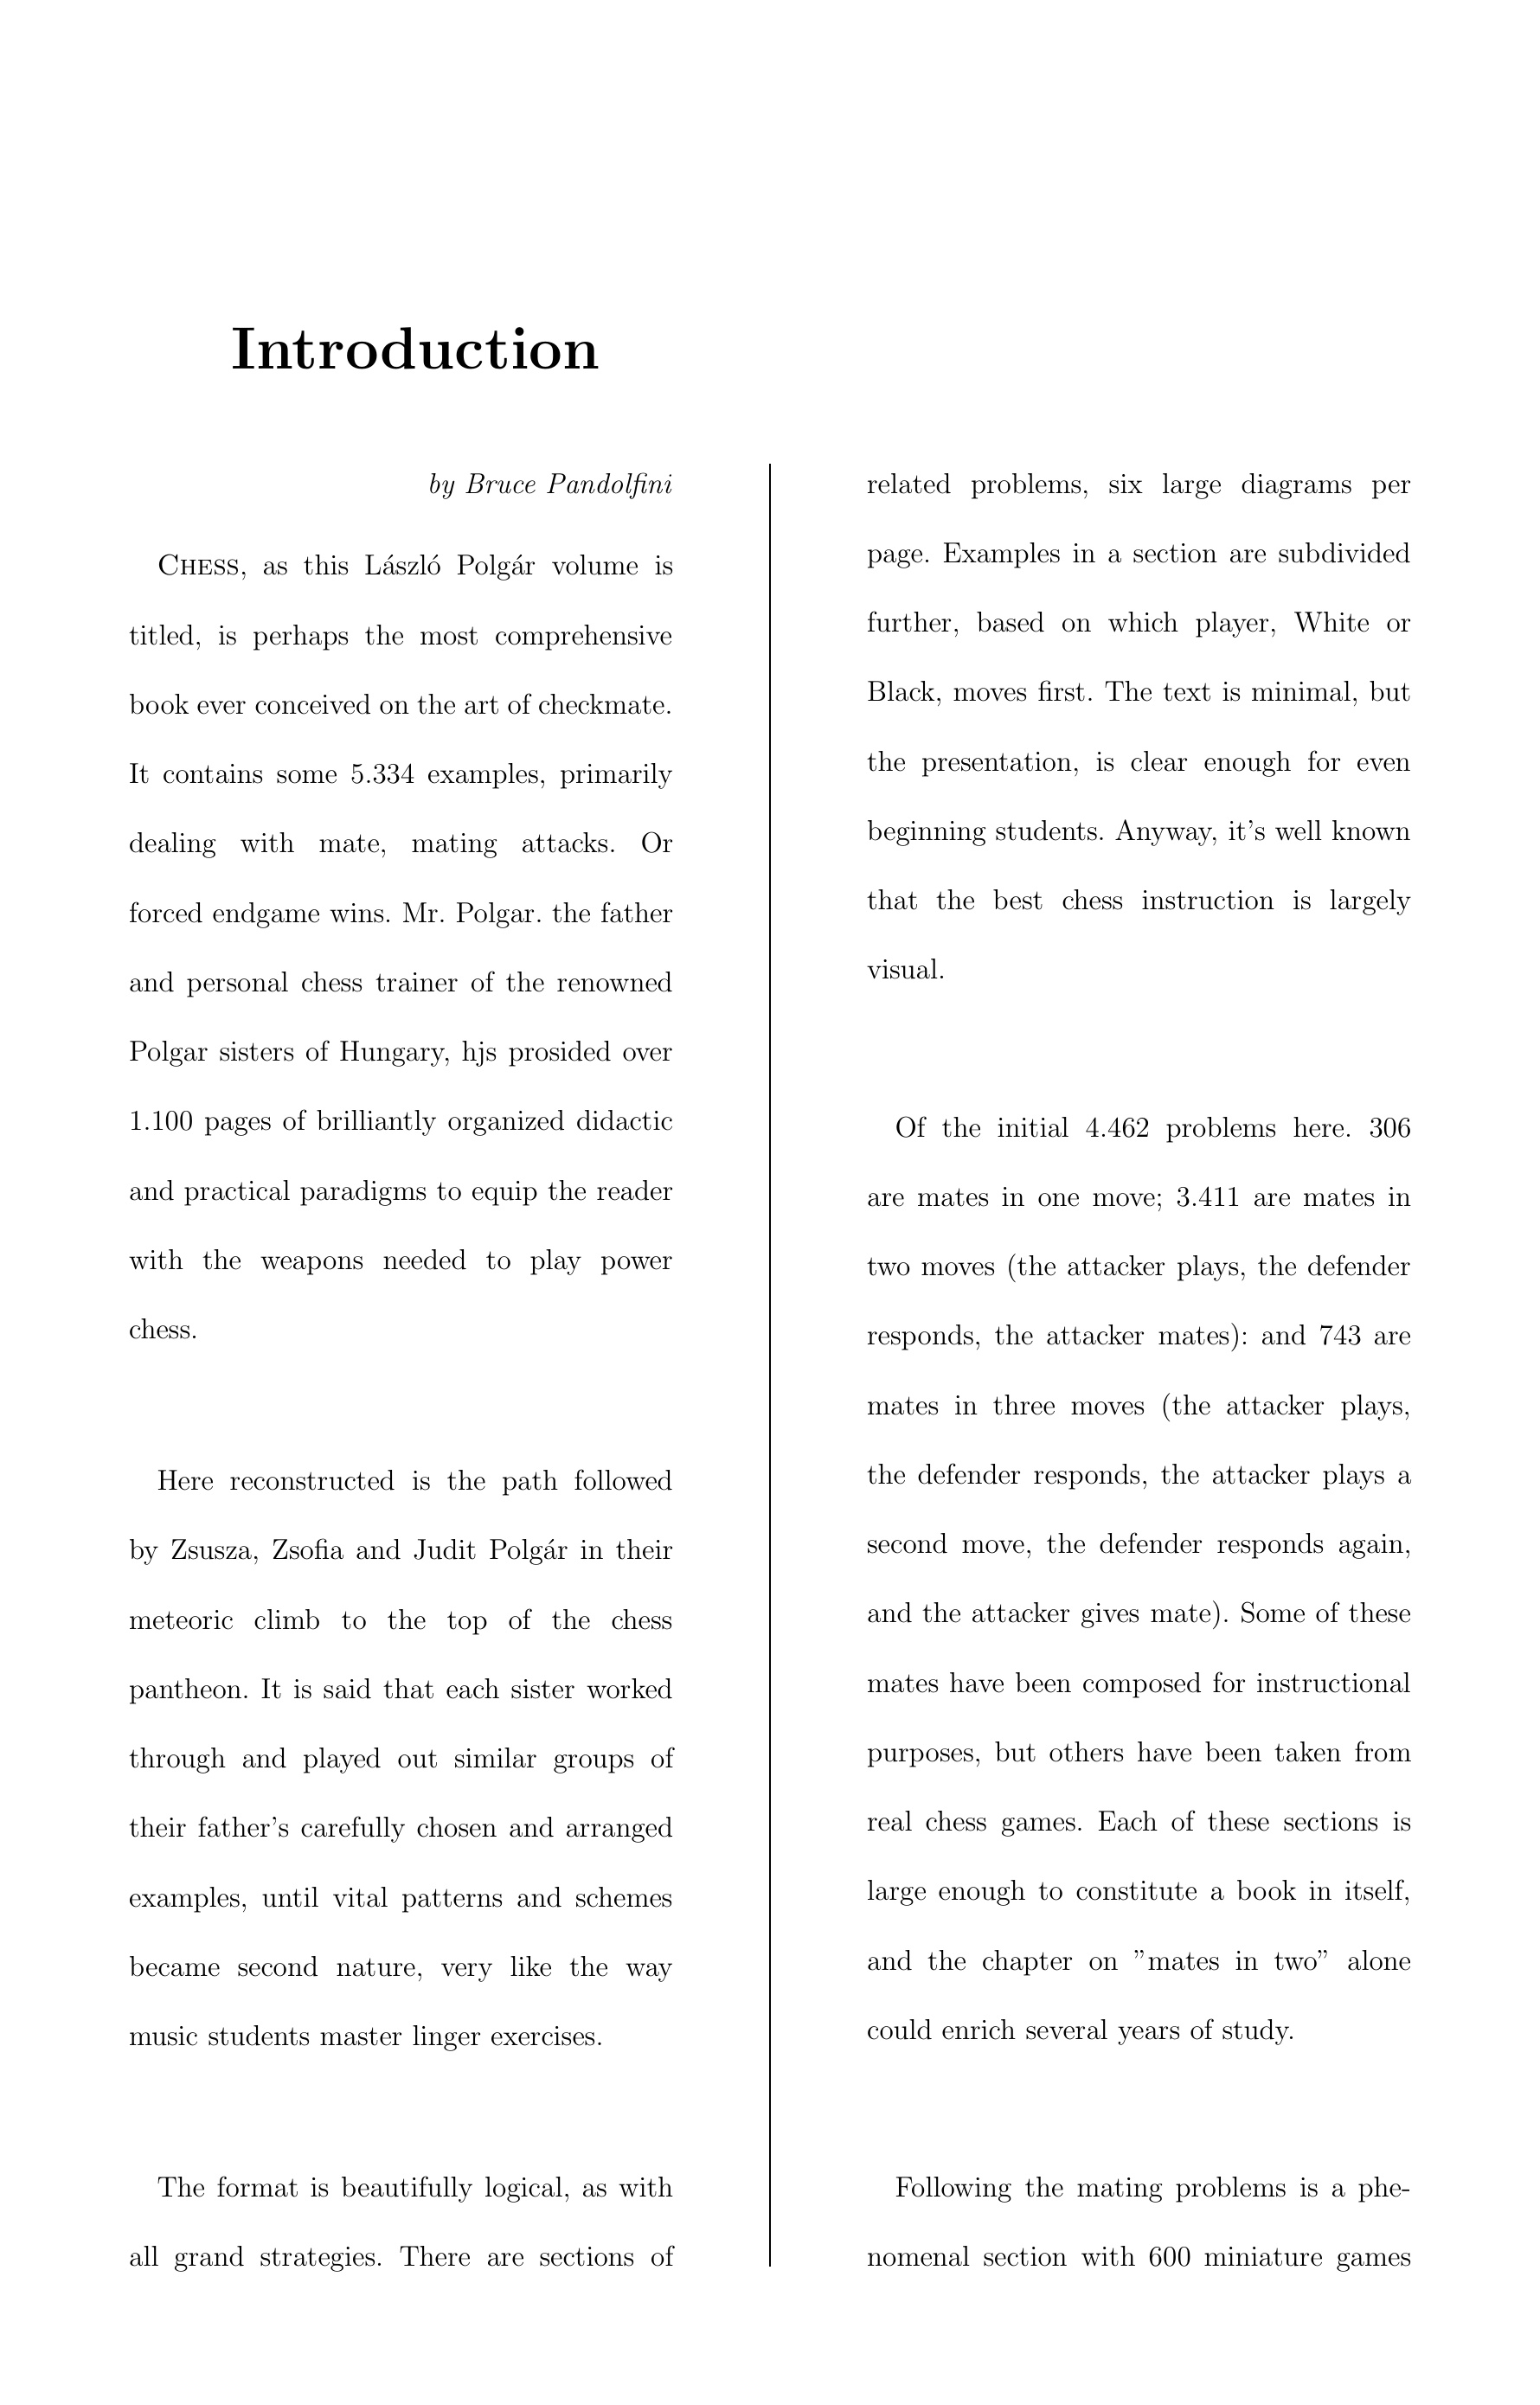 Introduction
by Bruce Pandolfini
CHESS, as this László Polgár volume is
titled, is perhaps the most comprehensive
book ever conceived on the art of checkmate.
It contains some 5.334 examples, primarily
dealing with mate, mating attacks. Or
forced endgame wins. Mr. Polgar. the father
and personal chess trainer of the renowned
Polgar sisters of Hungary, hjs prosided over
1.100 pages of brilliantly organized didactic
and practical paradigms to equip the reader
with the weapons needed to play power
chess.
Here reconstructed is the path followed
by Zsusza, Zsofia and Judit Polgár in their
meteoric climb to the top of the chess
pantheon. It is said that each sister worked
through and played out similar groups of
their father’s carefully chosen and arranged
examples, until vital patterns and schemes
became second nature, very like the way
music students master linger exercises.
The format is beautifully logical, as with
all grand strategies. There are sections of
related problems, six large diagrams per
page. Examples in a section are subdivided
further, based on which player, White or
Black, moves first. The text is minimal, but
the presentation, is clear enough for even
beginning students. Anyway, it’s well known
that the best chess instruction is largely
visual.
Of the initial 4.462 problems here. 306
are mates in one move; 3.411 are mates in
two moves (the attacker plays, the defender
responds, the attacker mates): and 743 are
mates in three moves (the attacker plays,
the defender responds, the attacker plays a
second move, the defender responds again,
and the attacker gives mate). Some of these
mates have been composed for instructional
purposes, but others have been taken from
real chess games. Each of these sections is
large enough to constitute a book in itself,
and the chapter on ”mates in two” alone
could enrich several years of study.
Following the mating problems is a phe-
nomenal section with 600 miniature games